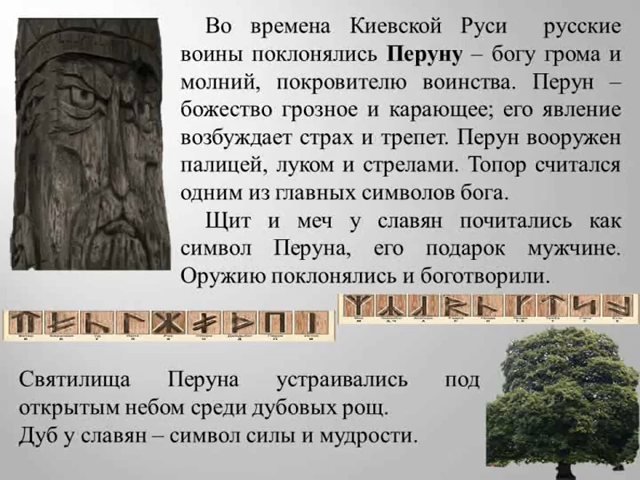 Во времена Киевской Руси русские
воины поклонялись Перуну – богу грома и
молний, покровителю воинства. Перун –
божество грозное и карающее; его явление
возбуждает страх и трепет. Перун вооружен
палицей, луком и стрелами. Топор считался
одним из главных символов бога.
Щит и меч у славян почитались как
символ Перуна, его подарок мужчине.
Оружию поклонялись и боготворили.
Святилища Перуна устраивались под
открытым небом среди дубовых рощ.
Дуб у славян – символ силы и мудрости.